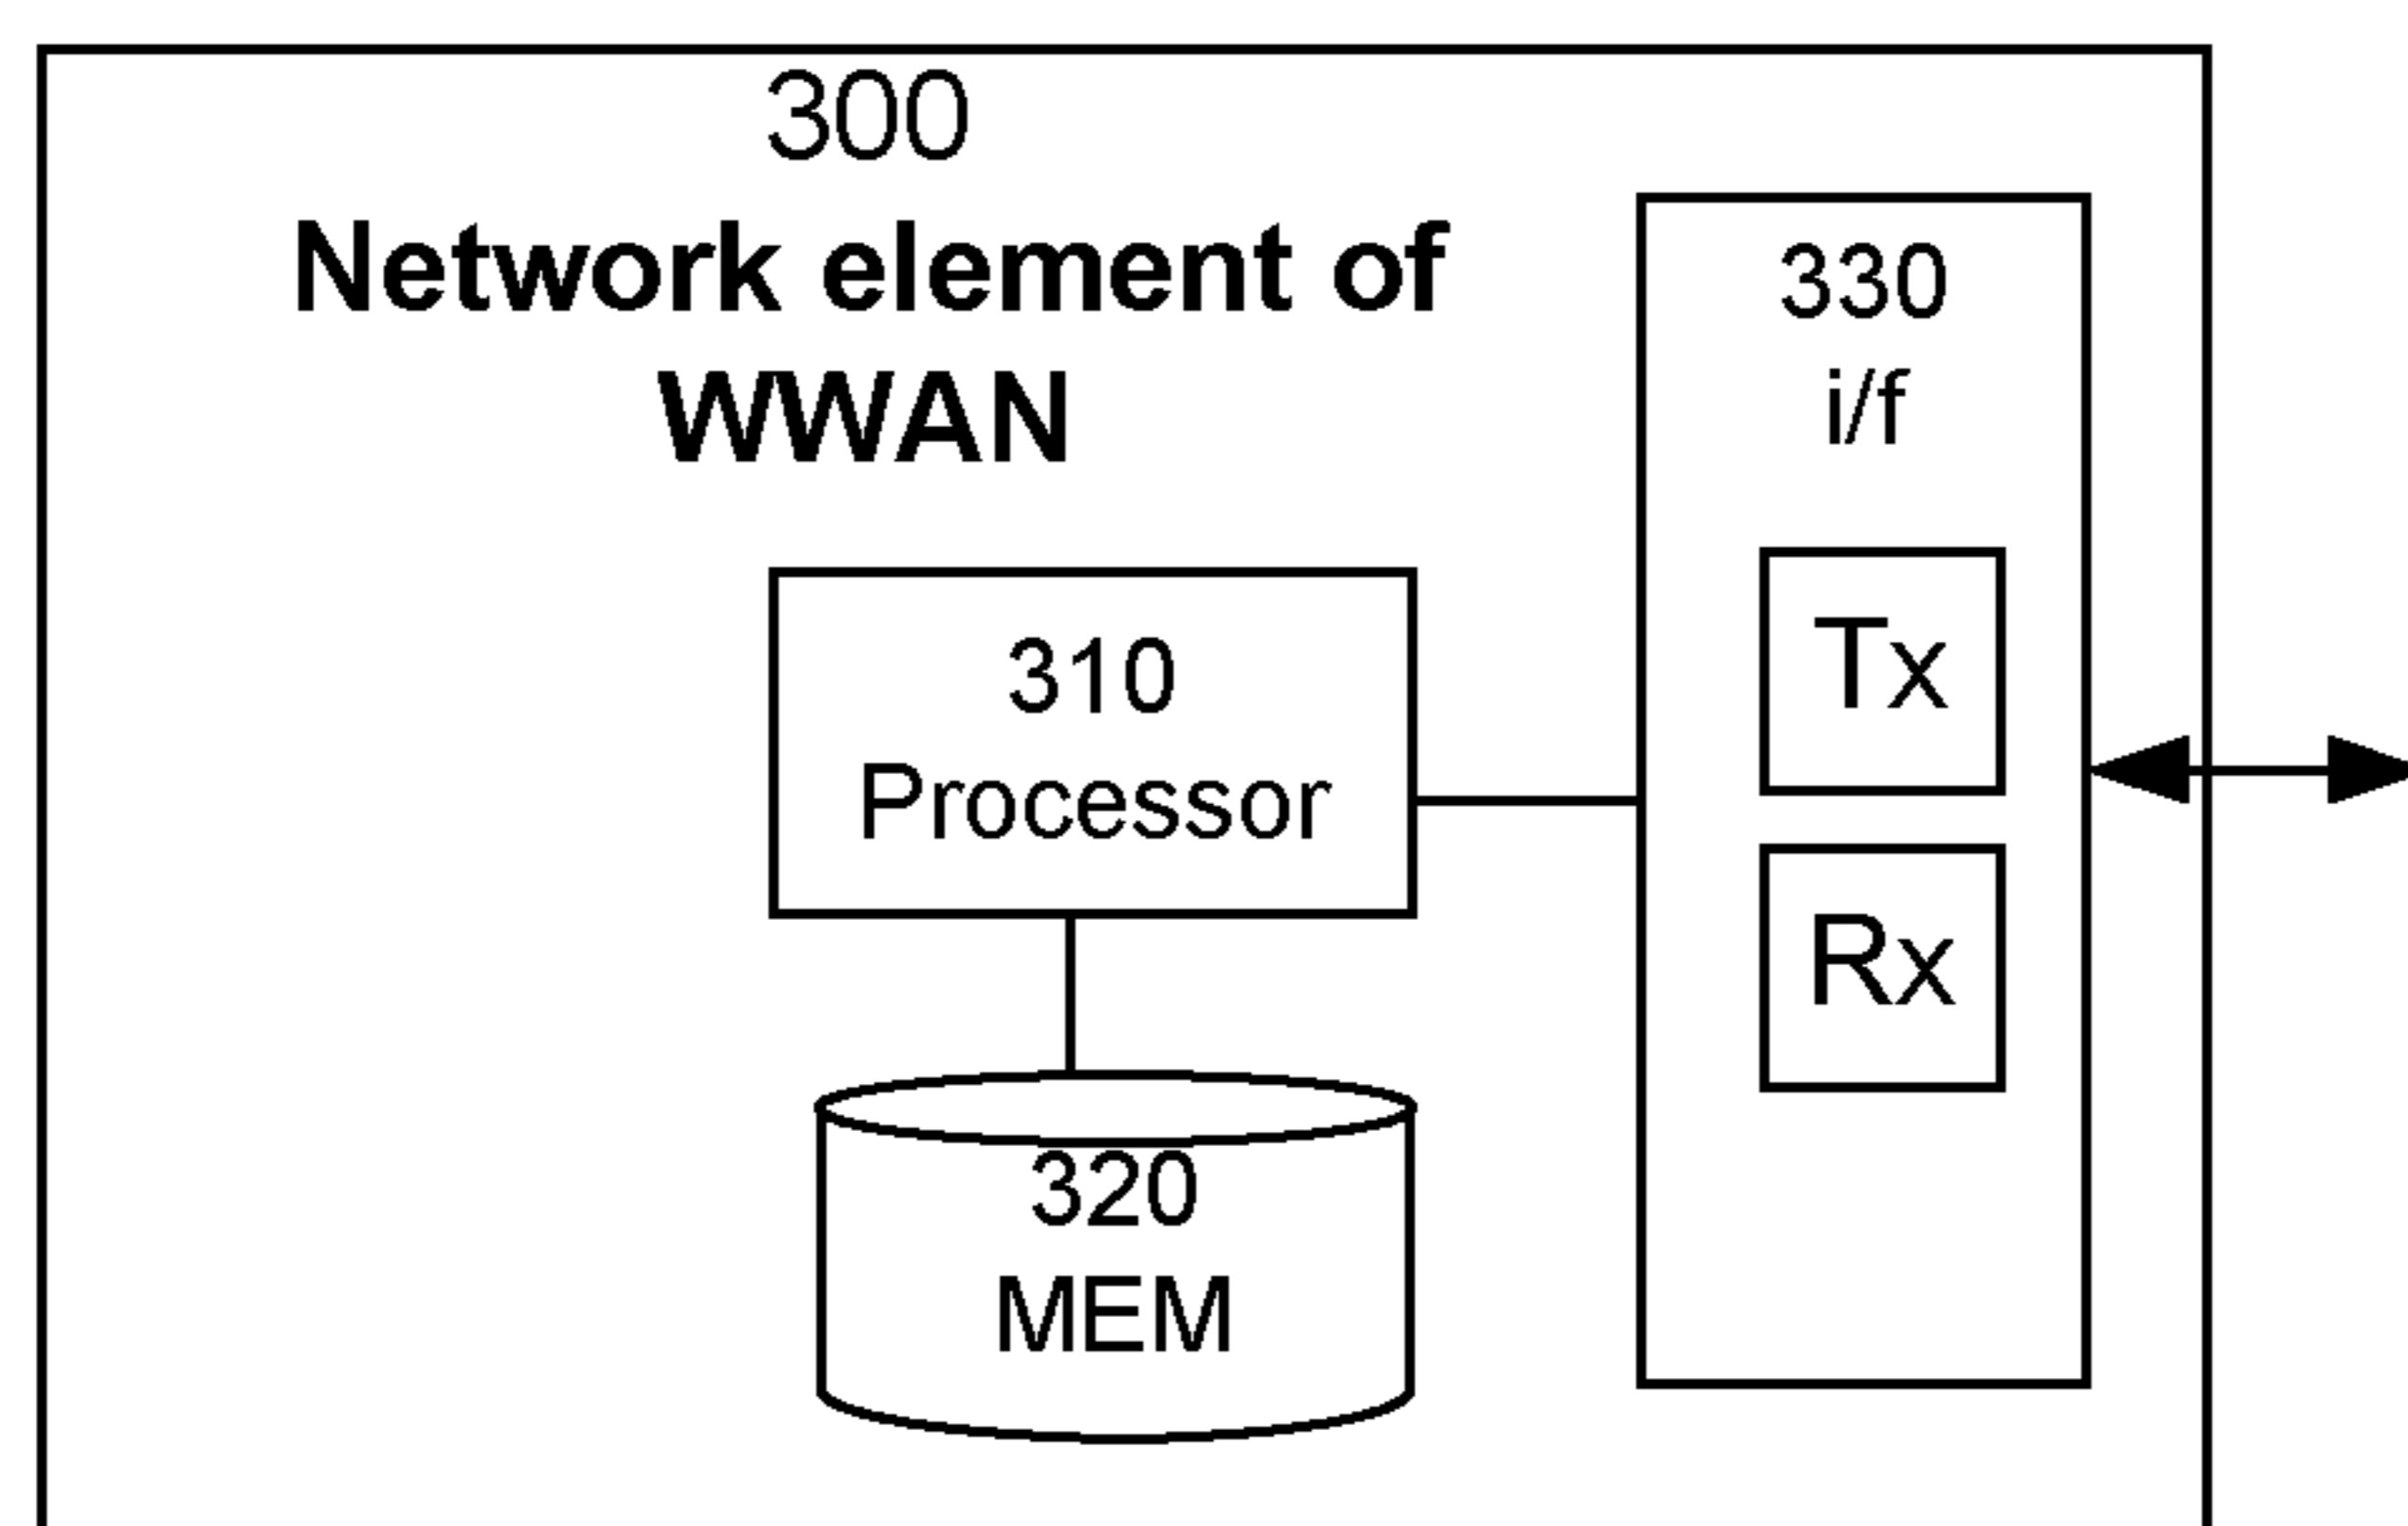 300
Network element of
WWAN
330
i/f
Tx
310
Processor
Rx
320
MEM